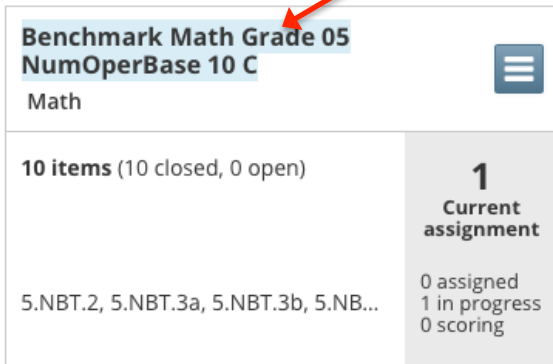 Benchmark Math Grade 05
NumOperBase 10 C
Math
10 items (10 closed, 0 open)
5.NBT.2, 5.NBT.3a, 5.NBT.3b, 5.NB...
1
Current
assignment
0 assigned
1 in progress
0 scoring